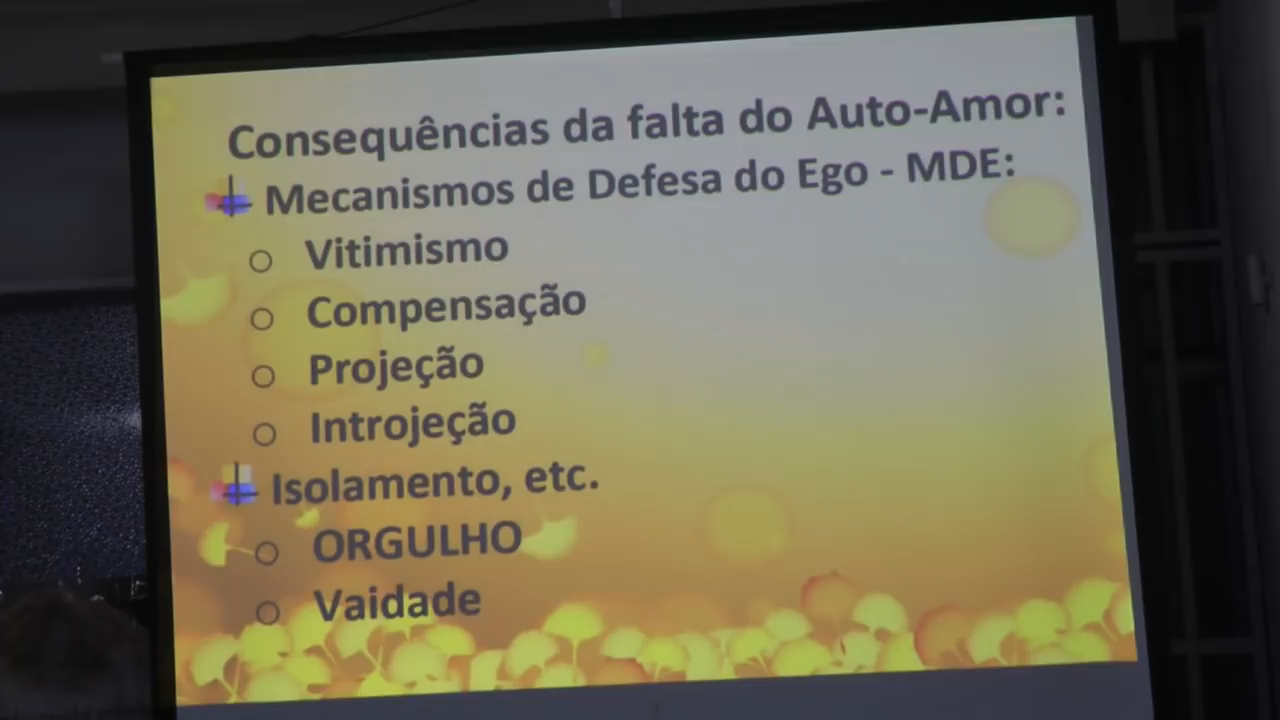 Consequências da falta do Auto-Amor:
Mecanismos de Defesa do Ego - MDE:
Vitimismo
Compensação
Projeção
Introjeção
Isolamento, etc.
ORGULHO
Vaidade